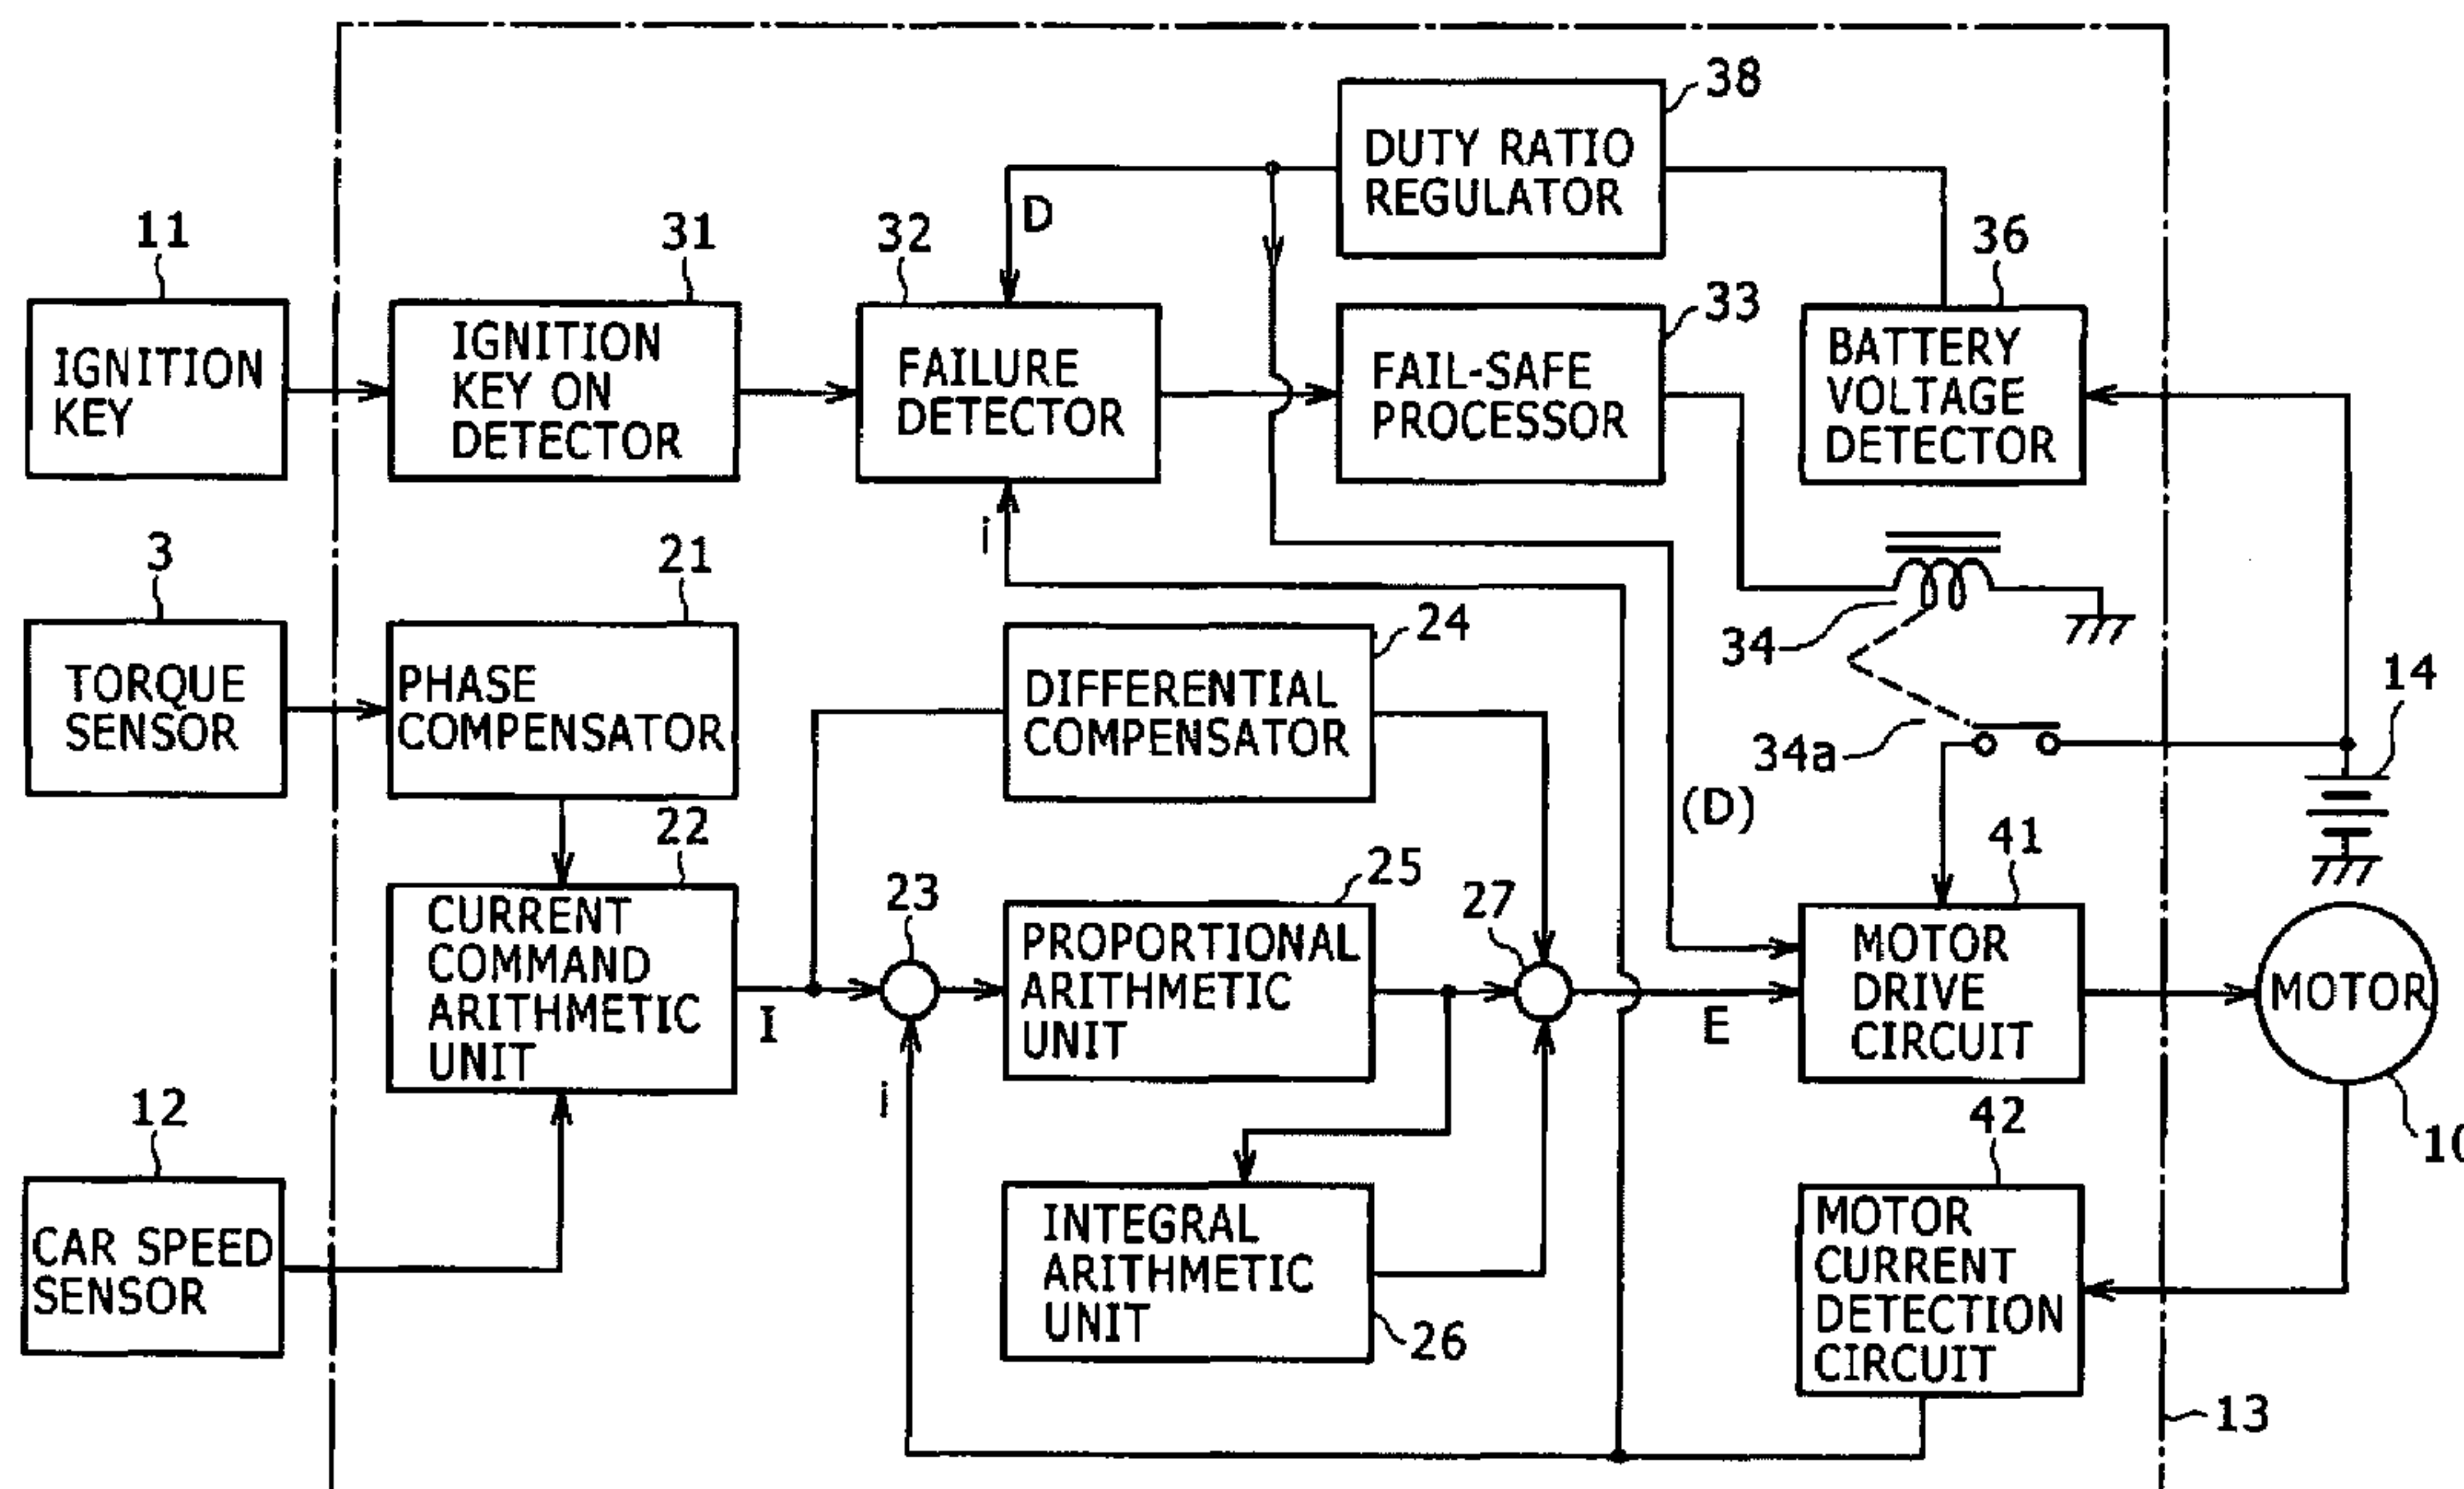 38
DUTY RATIO
REGULATOR
D
11
31
32
36
33
IGNITION
KEY
IGNITION
KEY ON
DETECTOR
FAILURE
DETECTOR
FAIL-SAFE
PROCESSOR
BATTERY
VOLTAGE
DETECTOR
i
3
21
24
34
14
TORQUE
SENSOR
PHASE
COMPENSATOR
DIFFERENTIAL
COMPENSATOR
34a
(D)
22
23
25
27
41
CURRENT
COMMAND
ARITHMETIC
UNIT
I
PROPORTIONAL
ARITHMETIC
UNIT
E
MOTOR
DRIVE
CIRCUIT
MOTOR
i
12
42
10
CAR SPEED
SENSOR
INTEGRAL
ARITHMETIC
UNIT
26
MOTOR
CURRENT
DETECTION
CIRCUIT
13